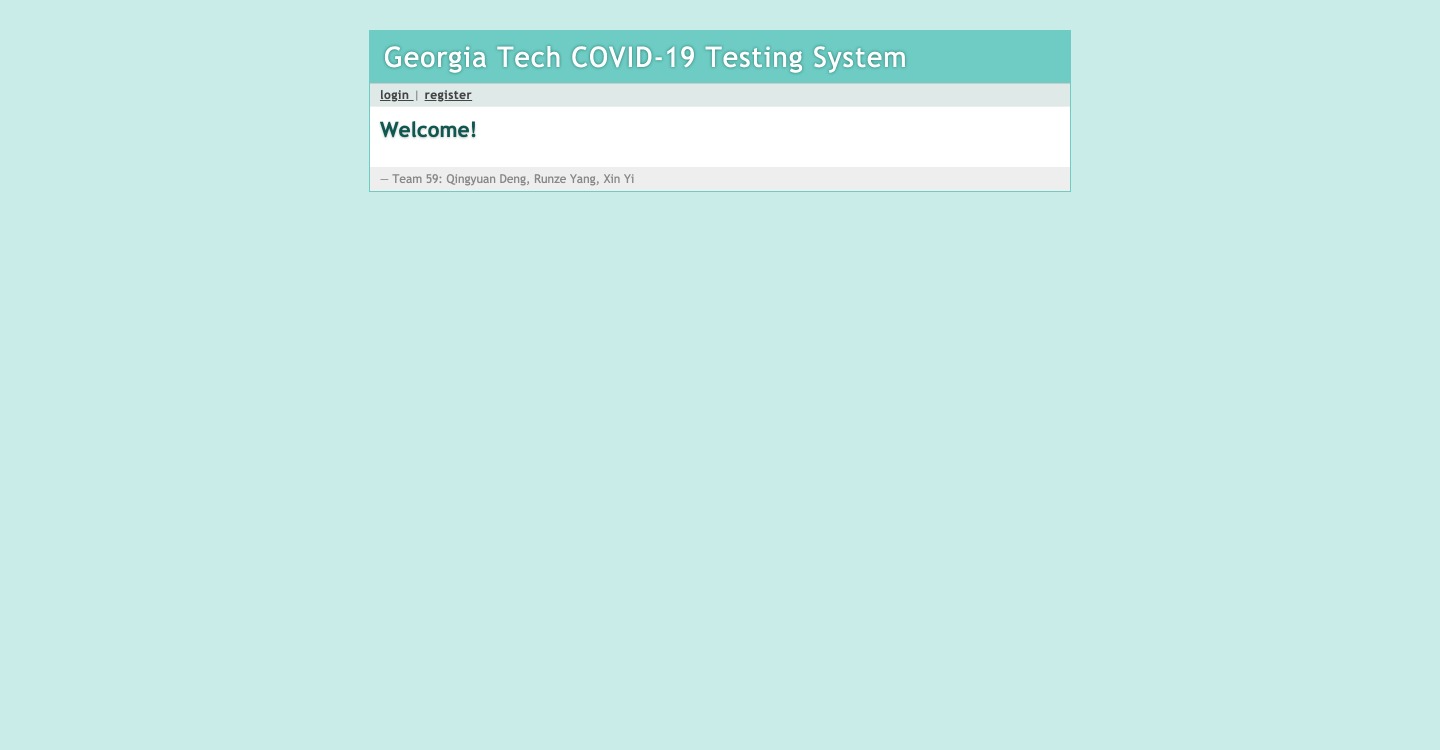 Georgia Tech COVID-19 Testing System
login | register
Welcome!
— Team 59: Qingyuan Deng, Runze Yang, Xin Yi